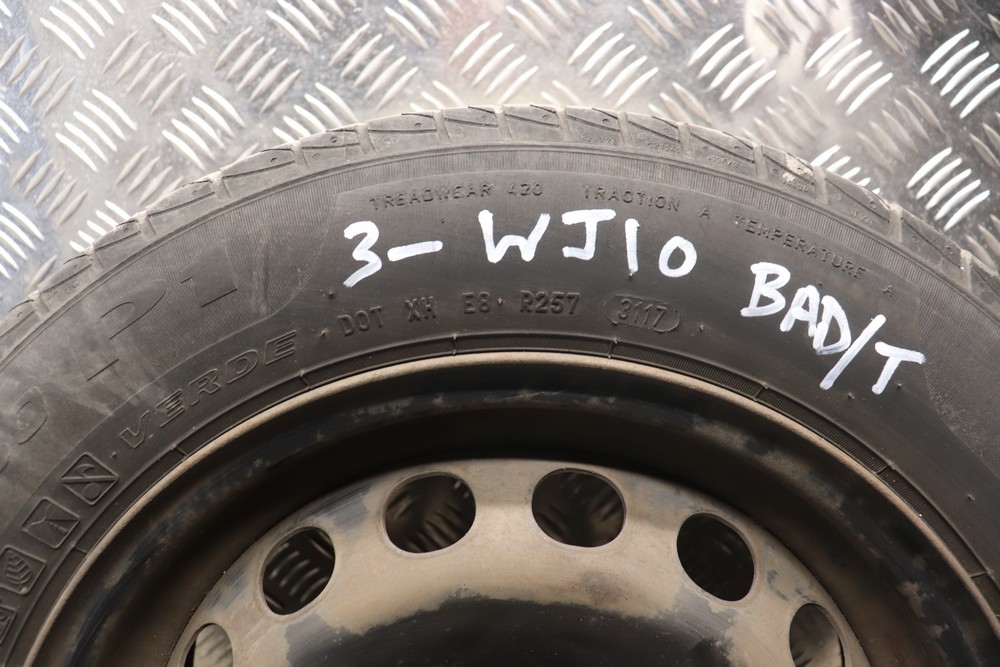 TREADWEAR 420 TRACTION A TEMPERATURE A
3- WJ10 BAD/T
DOT XH E8 R257 3117
VERDE